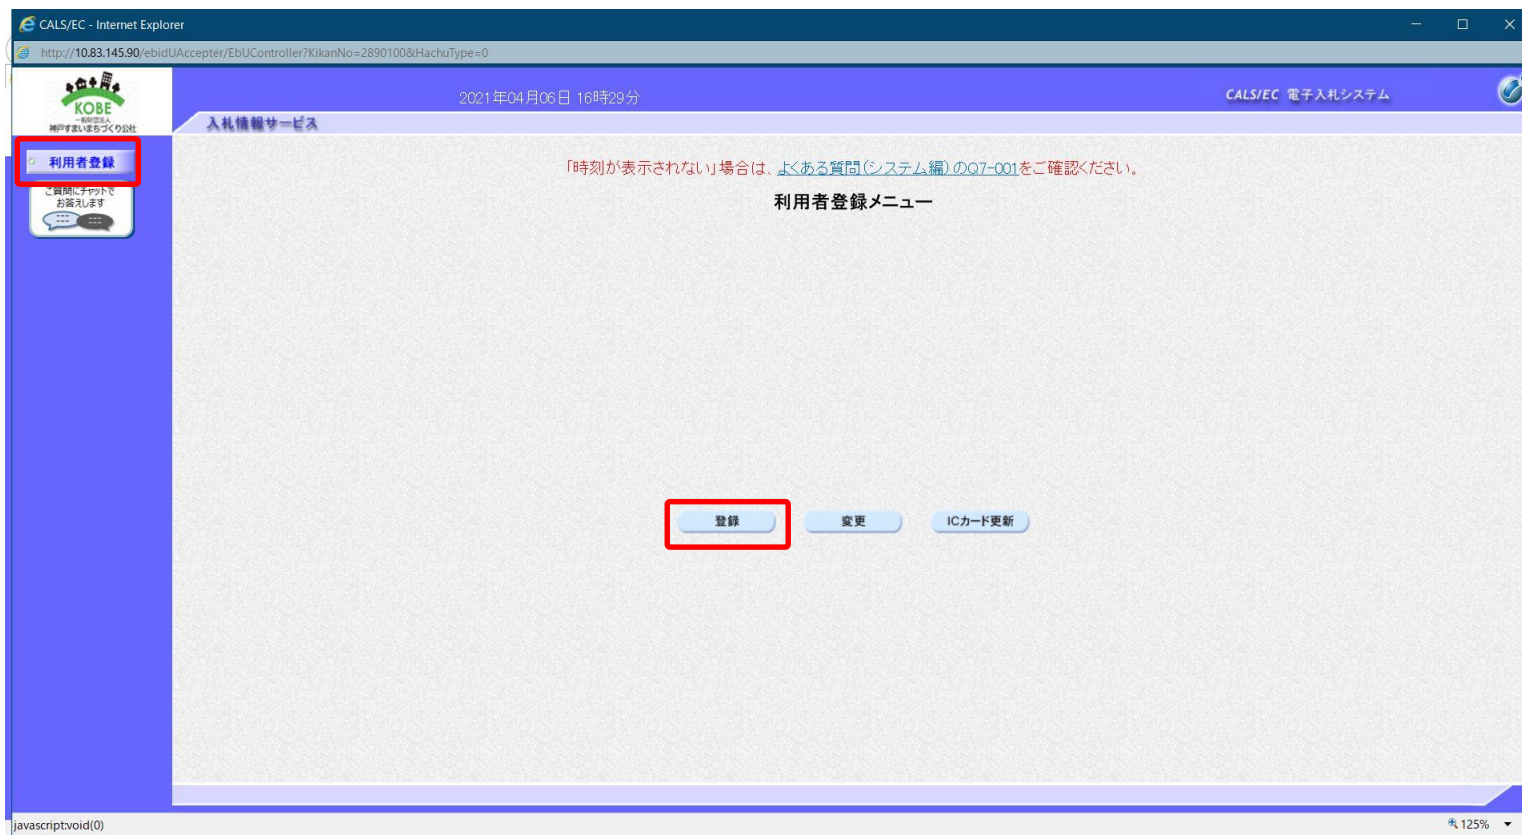 CALS/EC - Internet Explorer
http://10.83.145.90/ebidUAccepter/EbUController?KikanNo=2890100&HachuType=0
KOBE
一般財団法人
神戸すまいまちづくり公社
2021年04月06日 16時29分
CALS/EC 電子入札システム
入札情報サービス
利用者登録
ご質問にチャットで
お答えします
「時刻が表示されない」場合は、よくある質問(システム編)のQ7-001をご確認ください。
利用者登録メニュー
登録
変更
ICカード更新
javascript:void(0)
125%